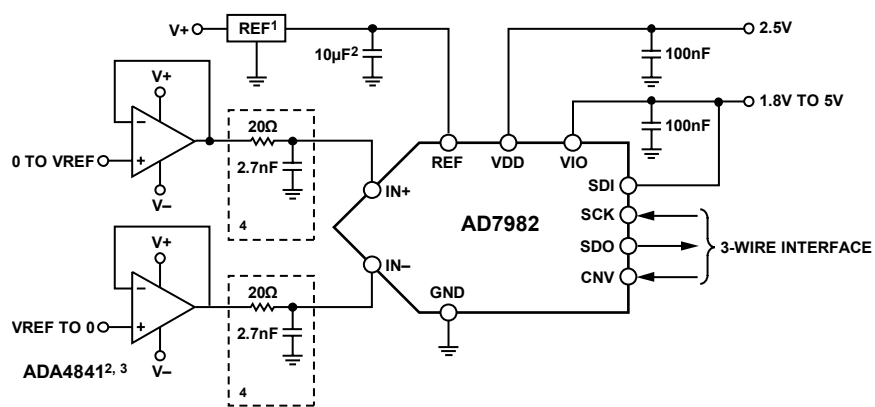 V+
REF1
10µF2
2.5V
100nF
1.8V TO 5V
100nF
V+
–
+
0 TO VREF
V–
20Ω
2.7nF
4
REF
VDD
VIO
IN+
AD7982
SDI
SCK
SDO
CNV
3-WIRE INTERFACE
IN–
GND
V+
–
+
VREF TO 0
V–
ADA48412, 3
20Ω
2.7nF
4